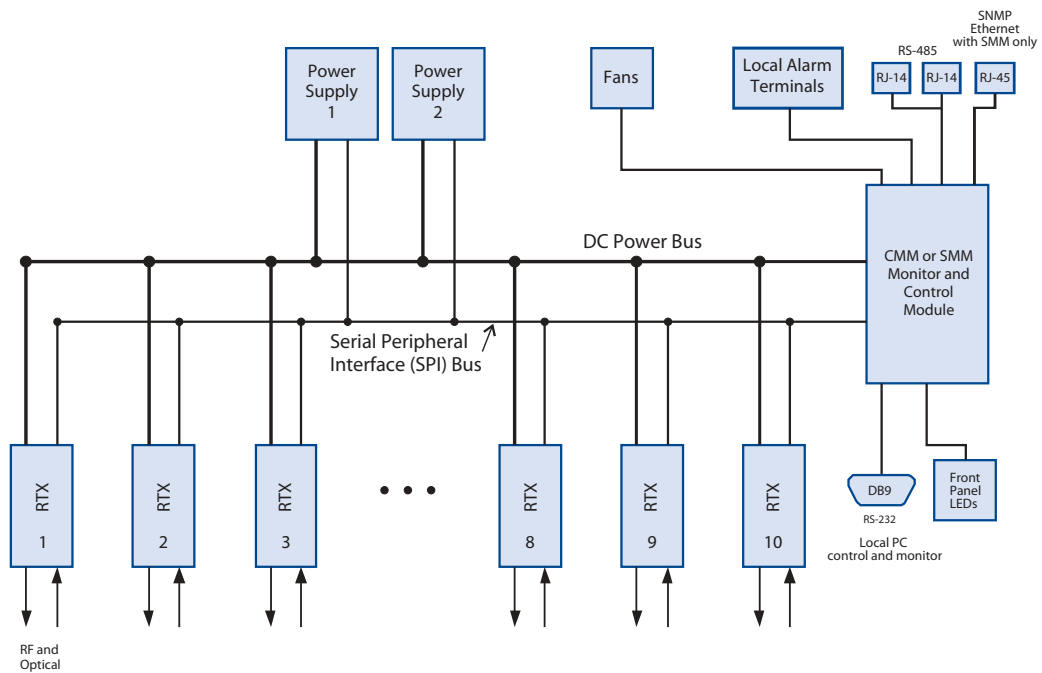 SNMP
Ethernet
with SMM only
RS-485
Power
Supply
1
Power
Supply
2
Fans
Local Alarm
Terminals
RJ-14
RJ-14
RJ-45
DC Power Bus
CMM or SMM
Monitor and
Control
Module
Serial Peripheral
Interface (SPI) Bus
RTX
1
RTX
2
RTX
3
RTX
8
RTX
9
RTX
10
DB9
RS-232
Local PC
control and monitor
Front
Panel
LEDs
RF and
Optical